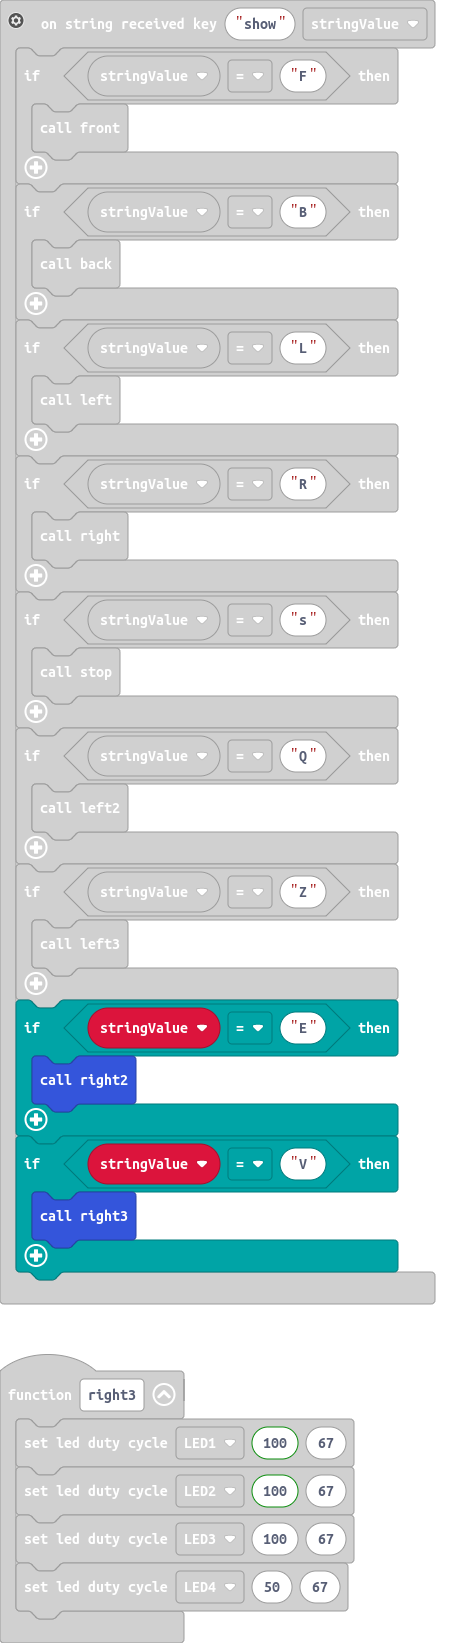 on string received key "show" stringValue
if stringValue = "F" then
call front
if stringValue = "B" then
call back
if stringValue = "L" then
call left
if stringValue = "R" then
call right
if stringValue = "s" then
call stop
if stringValue = "Q" then
call left2
if stringValue = "Z" then
call left3
if stringValue = "E" then
call right2
if stringValue = "V" then
call right3
function right3
set led duty cycle LED1 100 67
set led duty cycle LED2 100 67
set led duty cycle LED3 100 67
set led duty cycle LED4 50 67